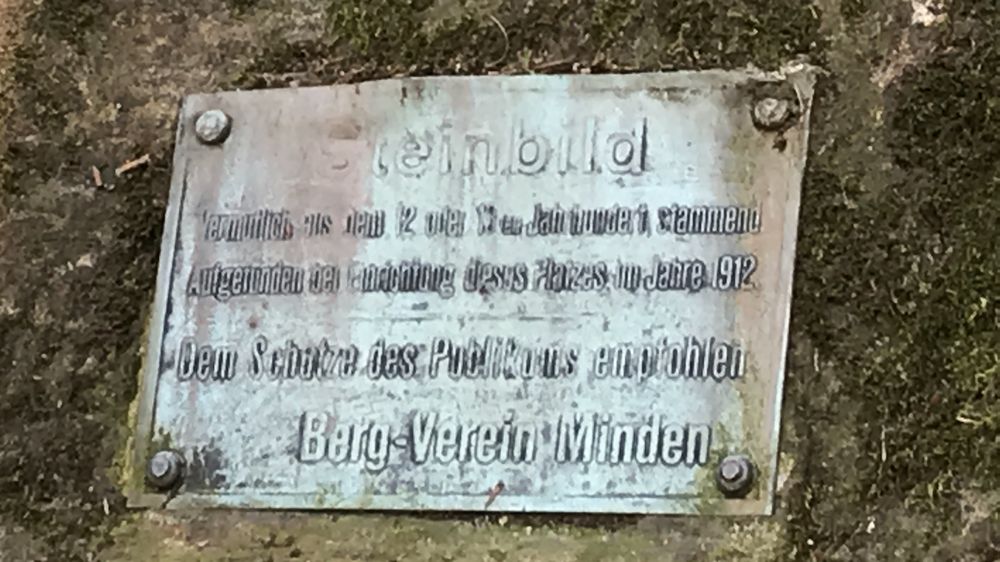 Steinbild
Vermutlich aus dem 12 oder 13ten Jahrhundert, stammend
Aufgefunden bei Einrichtung dieses Platzes, im Jahre 1912.
Dem Schutze des Publikums empfohlen
Berg-Verein Minden